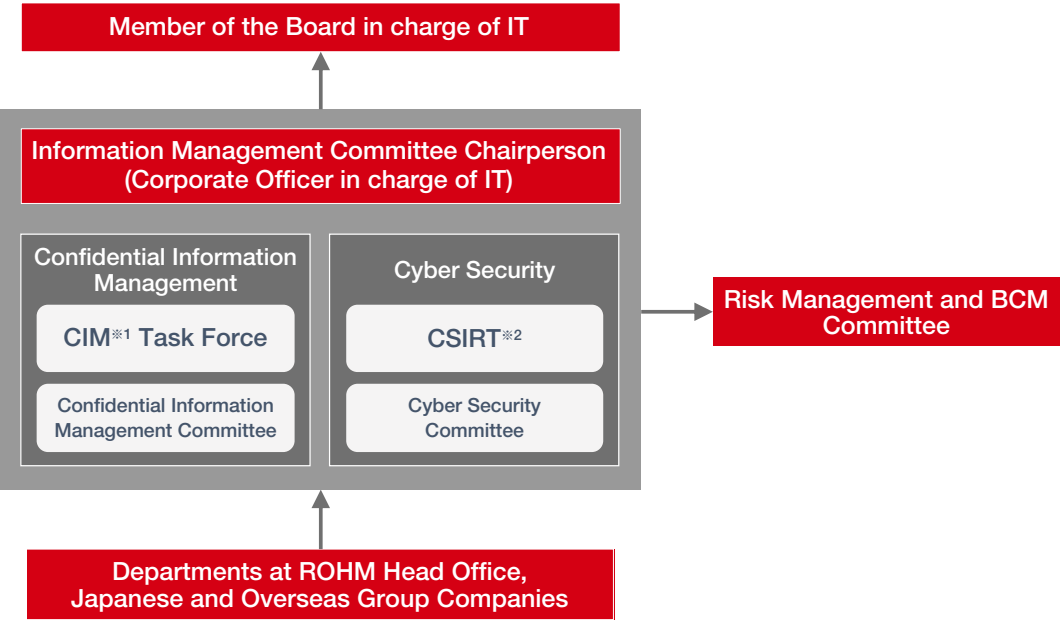 Member of the Board in charge of IT
Information Management Committee Chairperson
(Corporate Officer in charge of IT)
Confidential Information
Management
CIM※1 Task Force
Confidential Information
Management Committee
Cyber Security
CSIRT※2
Cyber Security
Committee
Risk Management and BCM
Committee
Departments at ROHM Head Office,
Japanese and Overseas Group Companies